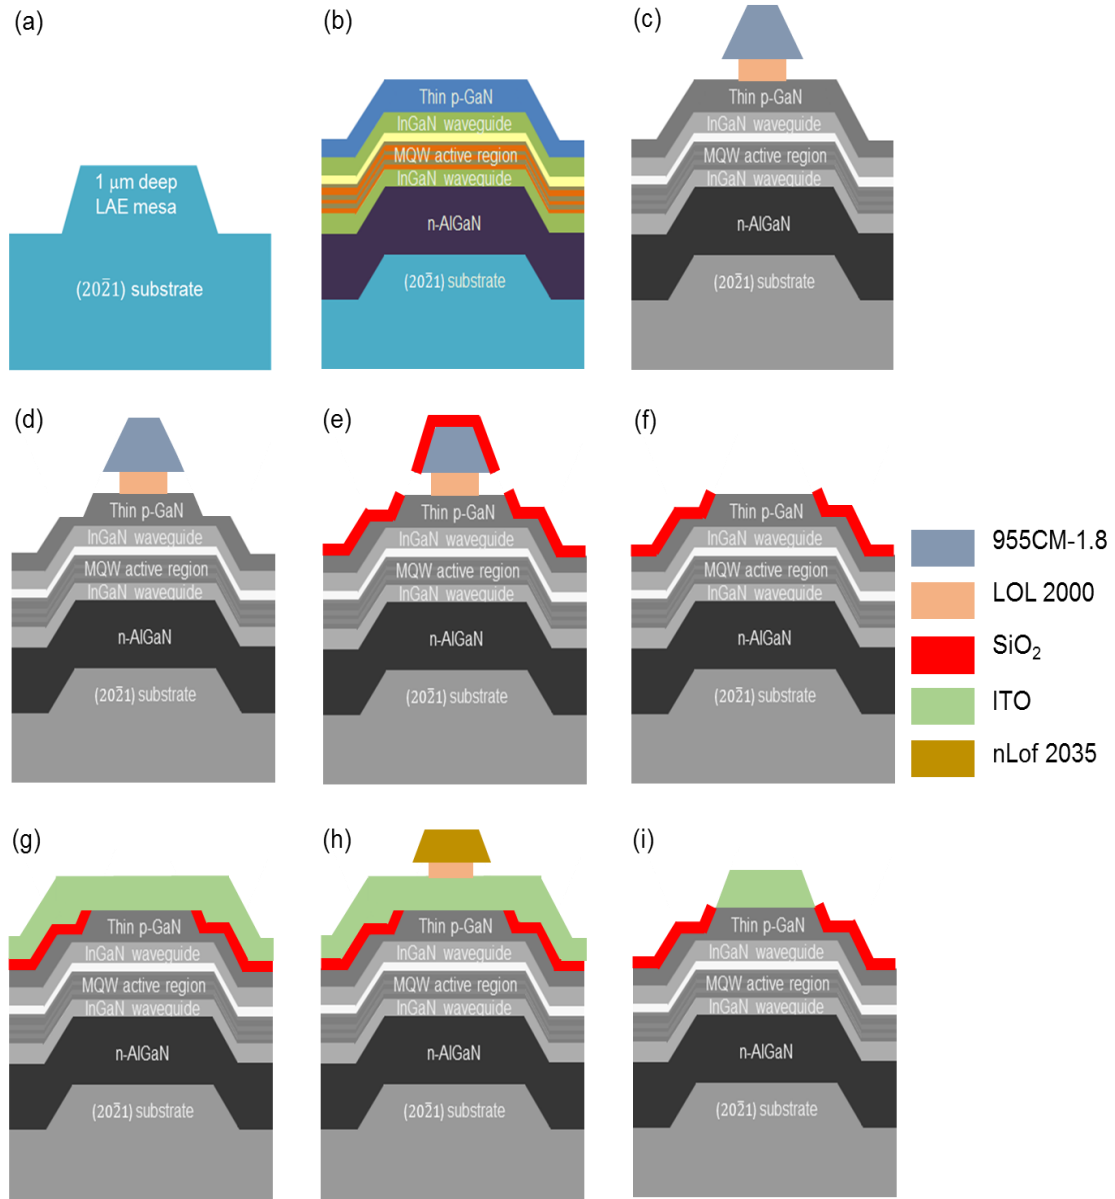 (a)
1 μm deep
LAE mesa
(202̄1) substrate
(b)
Thin p-GaN
InGaN waveguide
MQW active region
InGaN waveguide
n-AlGaN
(202̄1) substrate
(c)
Thin p-GaN
InGaN waveguide
MQW active region
InGaN waveguide
n-AlGaN
(202̄1) substrate
(d)
Thin p-GaN
InGaN waveguide
MQW active region
InGaN waveguide
n-AlGaN
(202̄1) substrate
(e)
Thin p-GaN
InGaN waveguide
MQW active region
InGaN waveguide
n-AlGaN
(202̄1) substrate
(f)
Thin p-GaN
InGaN waveguide
MQW active region
InGaN waveguide
n-AlGaN
(202̄1) substrate
955CM-1.8
LOL 2000
SiO₂
ITO
nLof 2035
(g)
Thin p-GaN
InGaN waveguide
MQW active region
InGaN waveguide
n-AlGaN
(202̄1) substrate
(h)
Thin p-GaN
InGaN waveguide
MQW active region
InGaN waveguide
n-AlGaN
(202̄1) substrate
(i)
Thin p-GaN
InGaN waveguide
MQW active region
InGaN waveguide
n-AlGaN
(202̄1) substrate